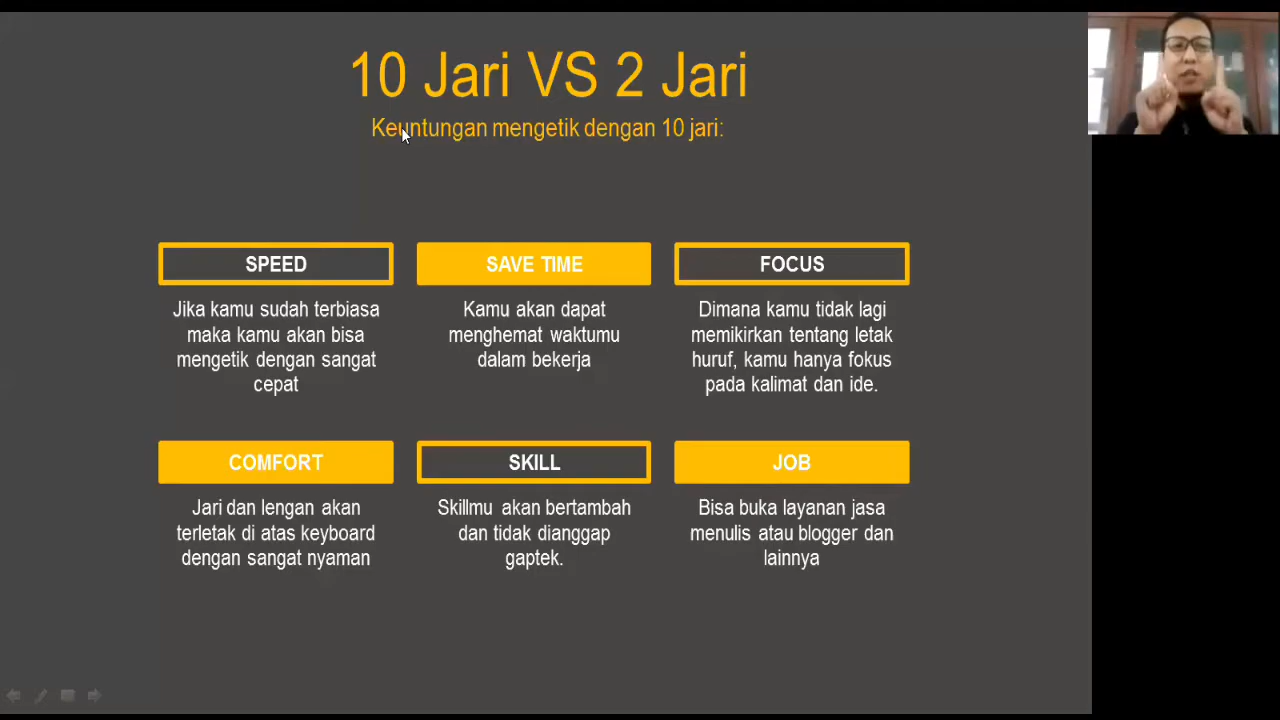 10 Jari VS 2 Jari
Keuntungan mengetik dengan 10 jari:
SPEED
Jika kamu sudah terbiasa
maka kamu akan bisa
mengetik dengan sangat
cepat
SAVE TIME
Kamu akan dapat
menghemat waktumu
dalam bekerja
FOCUS
Dimana kamu tidak lagi
memikirkan tentang letak
huruf, kamu hanya fokus
pada kalimat dan ide.
COMFORT
Jari dan lengan akan
terletak di atas keyboard
dengan sangat nyaman
SKILL
Skillmu akan bertambah
dan tidak dianggap
gaptek.
JOB
Bisa buka layanan jasa
menulis atau blogger dan
lainnya